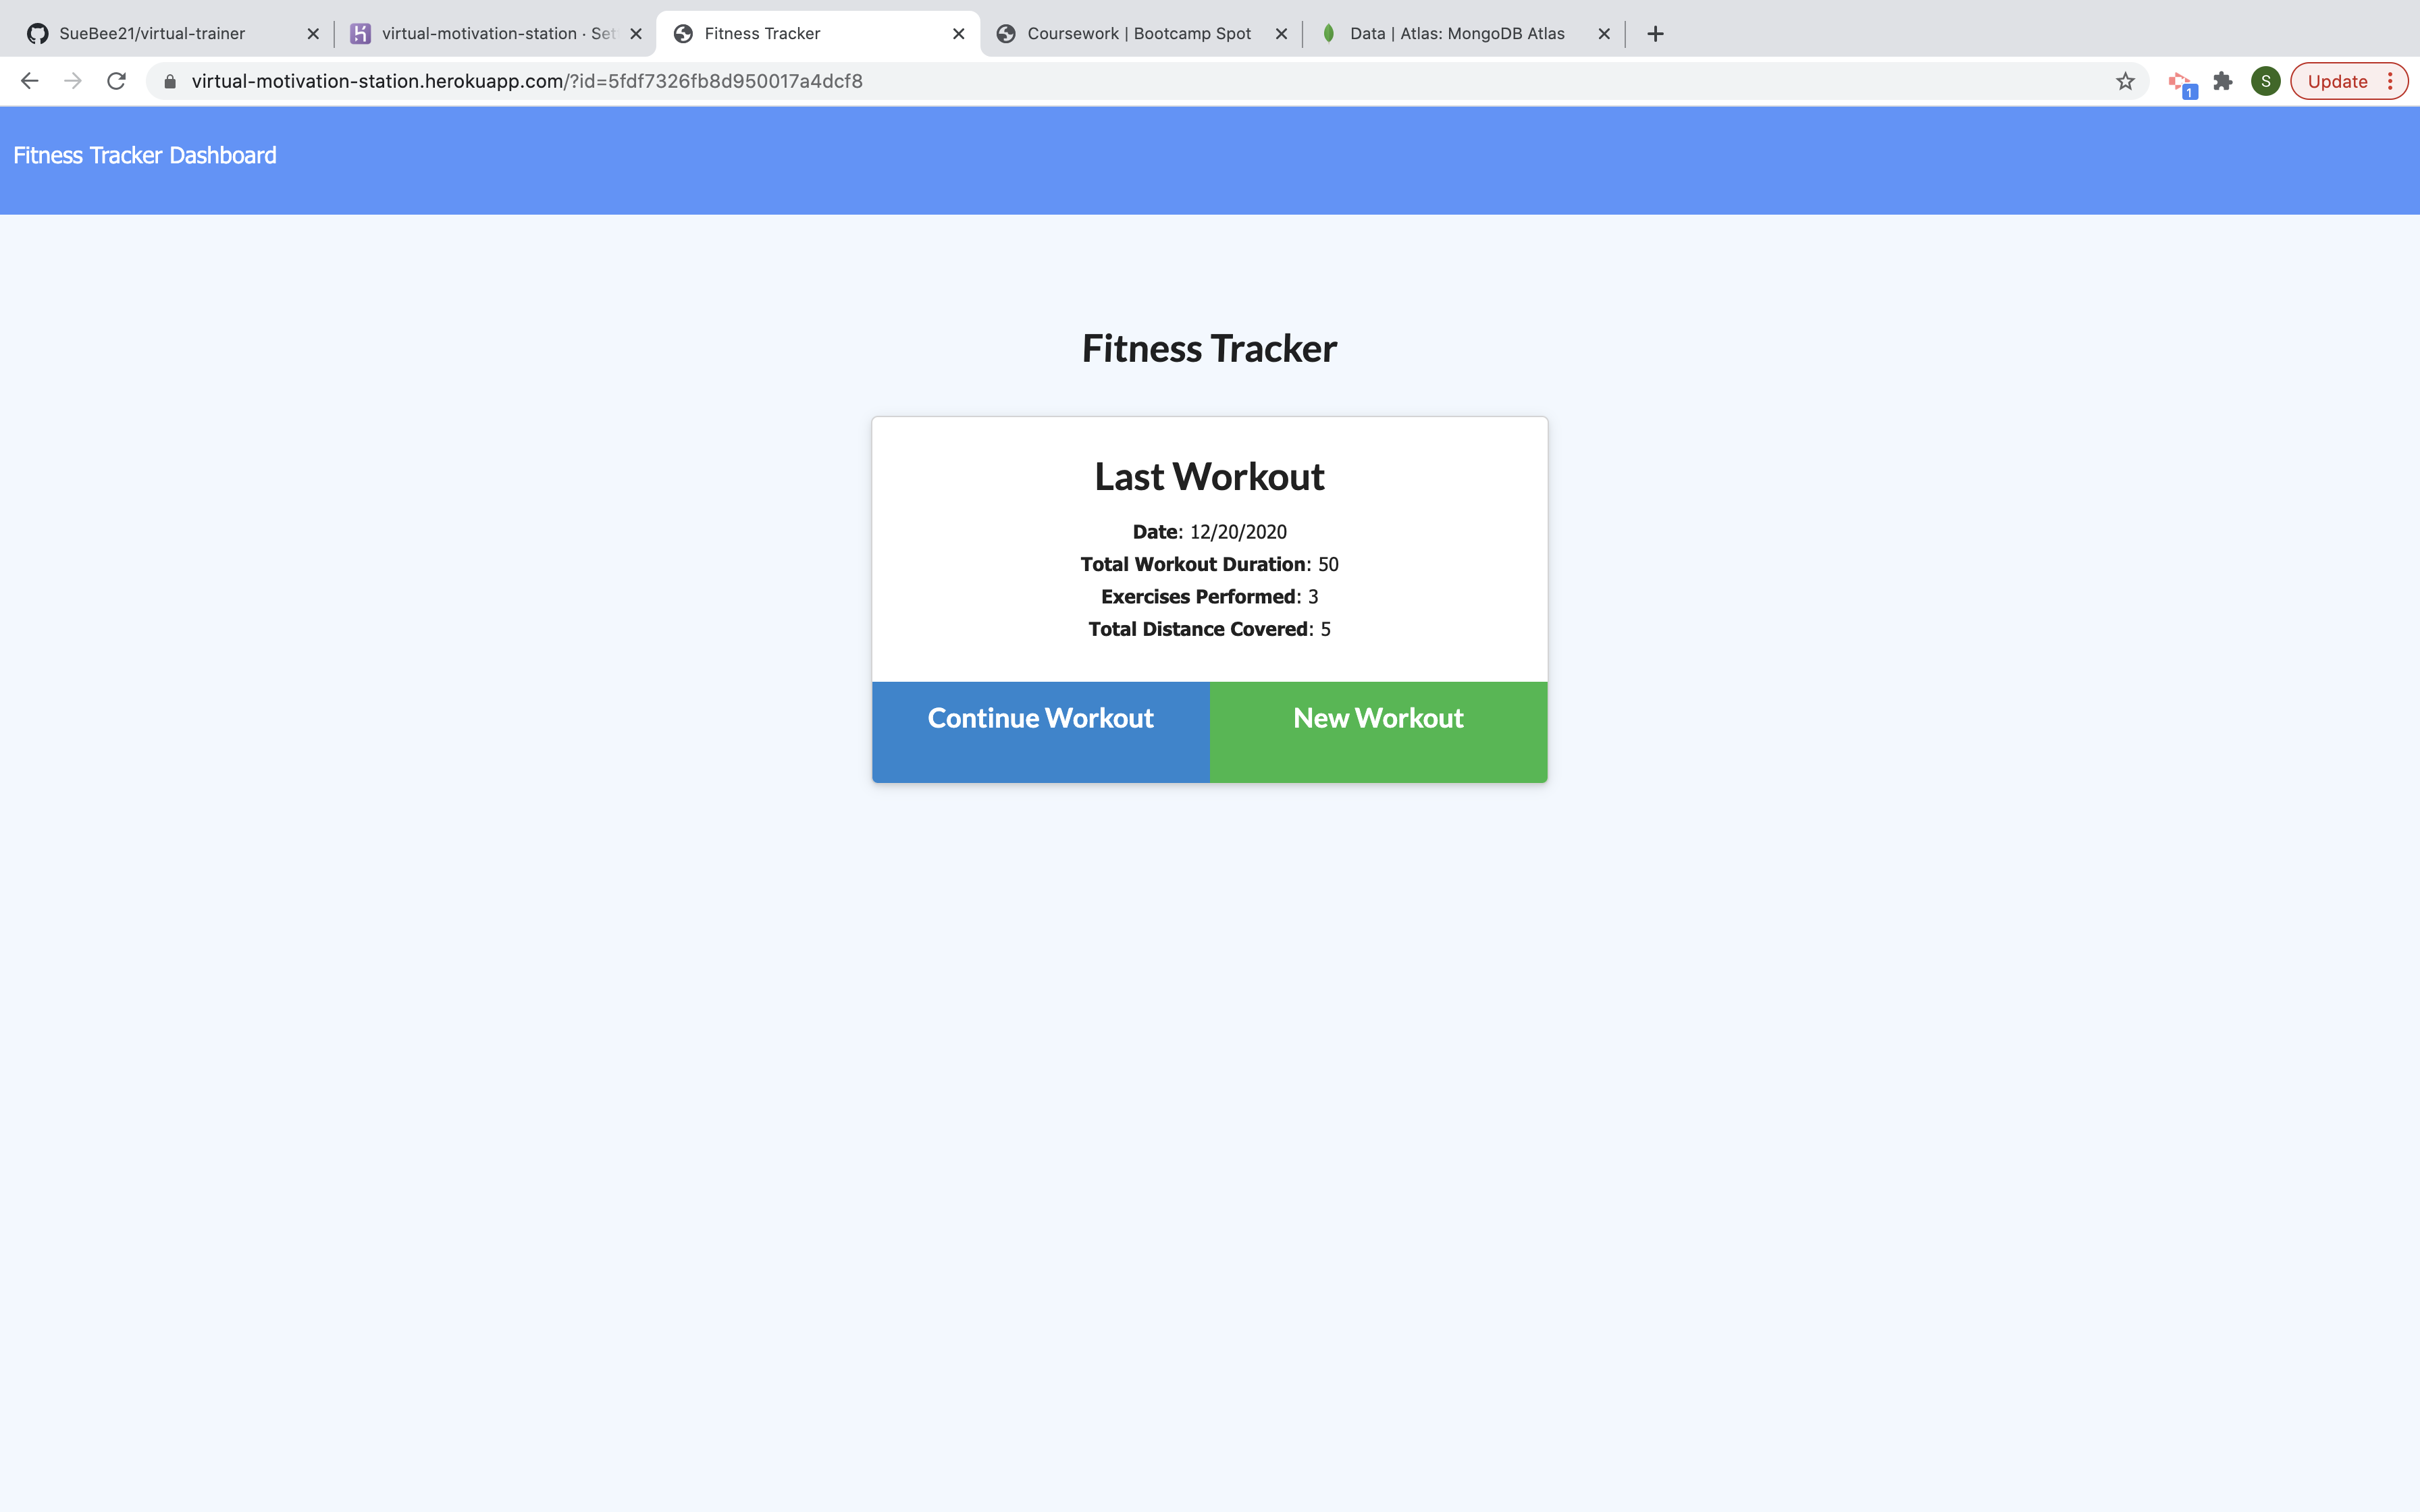 SueBee21/virtual-trainer
virtual-motivation-station · Set
Fitness Tracker
Coursework | Bootcamp Spot
Data | Atlas: MongoDB Atlas
virtual-motivation-station.herokuapp.com/?id=5fdf7326fb8d950017a4dcf8
1
S
Update
Fitness Tracker Dashboard
Fitness Tracker
Last Workout
Date: 12/20/2020
Total Workout Duration: 50
Exercises Performed: 3
Total Distance Covered: 5
Continue Workout
New Workout